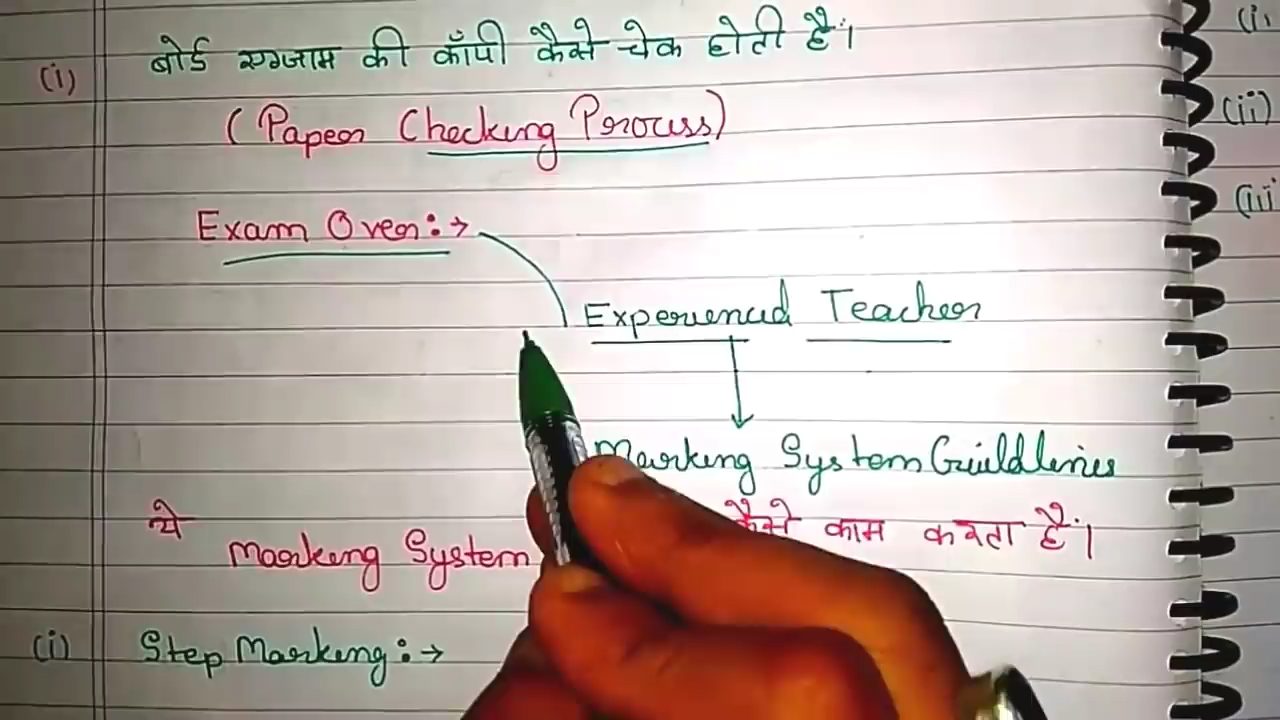 (i) बोर्ड एग्जाम की कॉपी कैसे चेक होती है।
(Paper Checking Process)
Exam Over:→
Experienced Teacher
Marking System Guildlines
ये Marking System कैसे काम करता है।
(i) Step Marking:→
(i)
(ii)
(iii